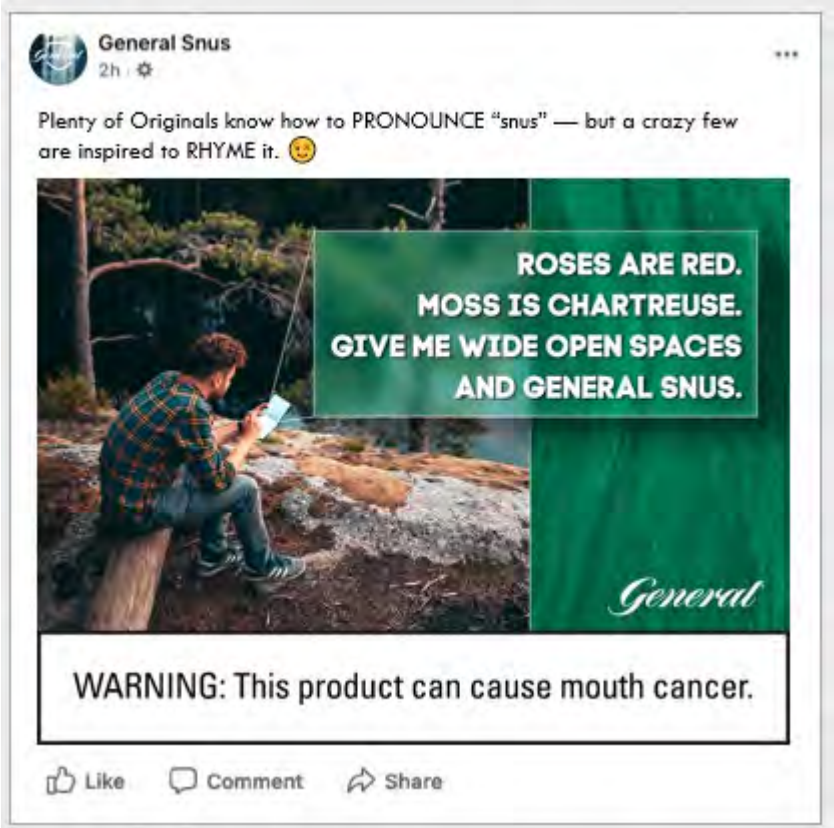 General Snus
2h
Plenty of Originals know how to PRONOUNCE “snus” — but a crazy few
are inspired to RHYME it. 😉
ROSES ARE RED.
MOSS IS CHARTREUSE.
GIVE ME WIDE OPEN SPACES
AND GENERAL SNUS.
General
WARNING: This product can cause mouth cancer.
Like Comment Share